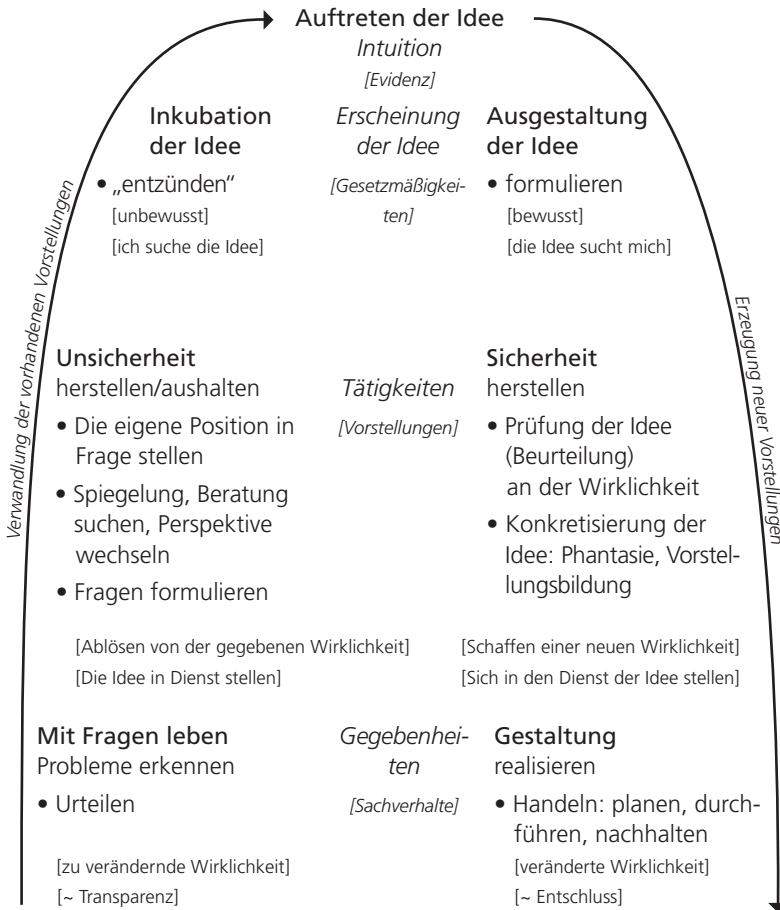 Auftreten der Idee
Intuition
[Evidenz]
Inkubation
der Idee
• „entzünden“
[unbewusst]
[ich suche die Idee]
Erscheinung
der Idee
[Gesetzmäßigkei-
ten]
Ausgestaltung
der Idee
• formulieren
[bewusst]
[die Idee sucht mich]
Verwandlung der vorhandenen Vorstellungen
Erzeugung neuer Vorstellungen
Unsicherheit
herstellen/aushalten
• Die eigene Position in
Frage stellen
• Spiegelung, Beratung
suchen, Perspektive
wechseln
• Fragen formulieren
Tätigkeiten
[Vorstellungen]
Sicherheit
herstellen
• Prüfung der Idee
(Beurteilung)
an der Wirklichkeit
• Konkretisierung der
Idee: Phantasie, Vorstel-
lungsbildung
[Ablösen von der gegebenen Wirklichkeit]
[Die Idee in Dienst stellen]
[Schaffen einer neuen Wirklichkeit]
[Sich in den Dienst der Idee stellen]
Mit Fragen leben
Probleme erkennen
• Urteilen
[zu verändernde Wirklichkeit]
[~ Transparenz]
Gegebenhei-
ten
[Sachverhalte]
Gestaltung
realisieren
• Handeln: planen, durch-
führen, nachhalten
[veränderte Wirklichkeit]
[~ Entschluss]